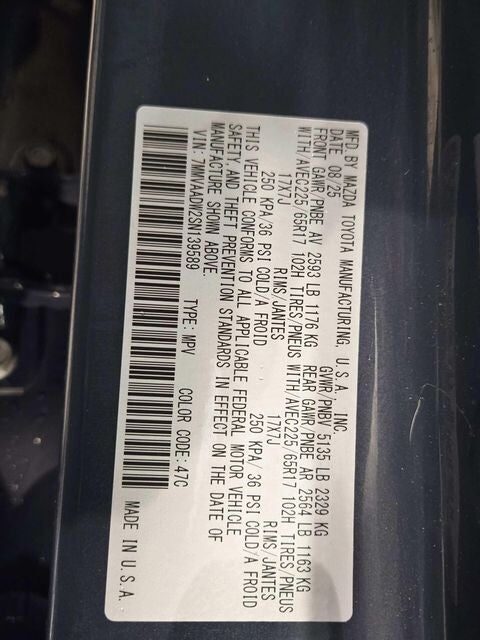 MFD. BY MAZDA TOYOTA MANUFACTURING, U.S.A., INC.
DATE 08/25 GVWR/PNBV 5135 LB 2329 KG
FRONT GAWR/PNBE AV 2593 LB 1176 KG REAR GAWR/PNBE AR 2564 LB 1163 KG
WITH/AVEC225/65R17 102H TIRES/PNEUS WITH/AVEC225/65R17 102H TIRES/PNEUS
17X7J RIMS/JANTES 17X7J RIMS/JANTES
250 KPA/36 PSI COLD/A FROID 250 KPA/ 36 PSI COLD/A FROID
THIS VEHICLE CONFORMS TO ALL APPLICABLE FEDERAL MOTOR VEHICLE
SAFETY AND THEFT PREVENTION STANDARDS IN EFFECT ON THE DATE OF
MANUFACTURE SHOWN ABOVE.
VIN: 7MMVAADW2SN139589 TYPE: MPV COLOR CODE: 47C
MADE IN U.S.A.